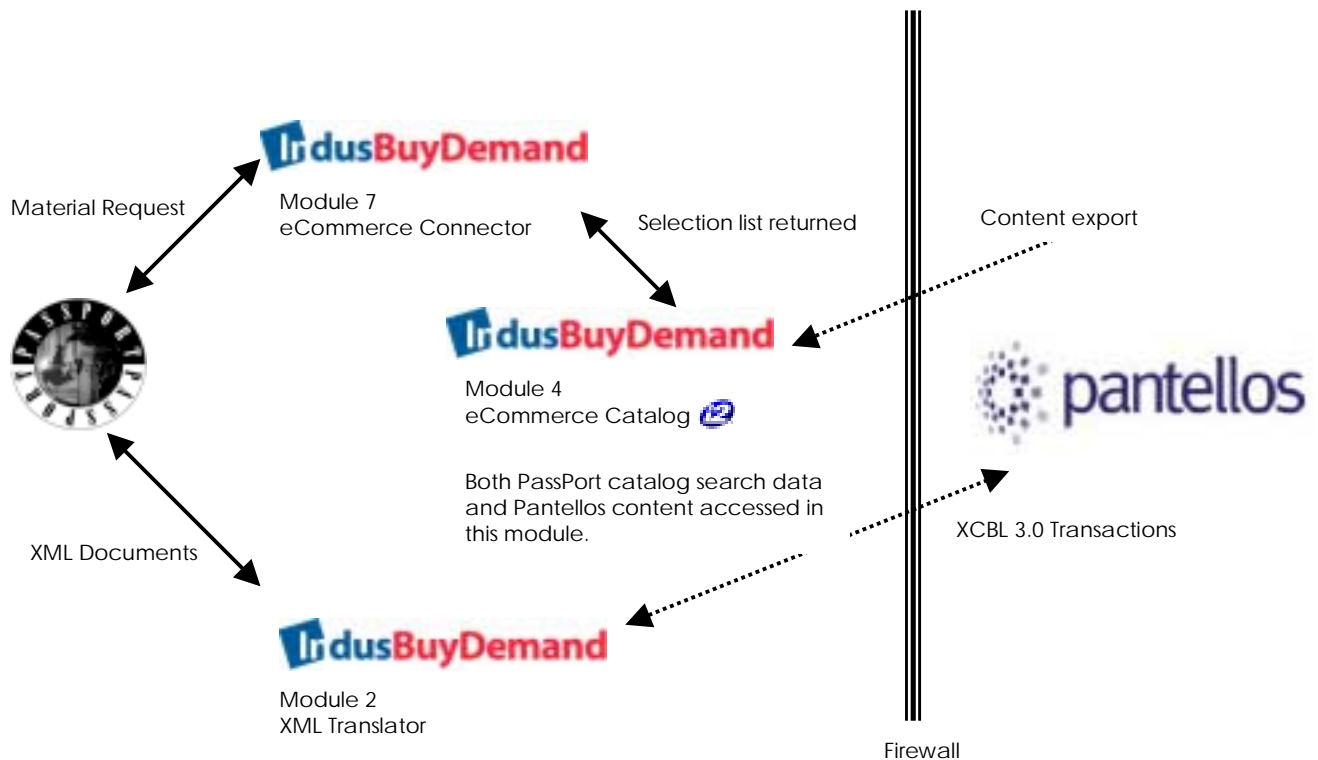 IndusBuyDemand
Module 7
eCommerce Connector
Material Request
Selection list returned
Content export
PASSPORT PASSPORT
IndusBuyDemand
Module 4
eCommerce Catalog
Both PassPort catalog search data
and Pantellos content accessed in
this module.
pantellos
XCBL 3.0 Transactions
XML Documents
IndusBuyDemand
Module 2
XML Translator
Firewall